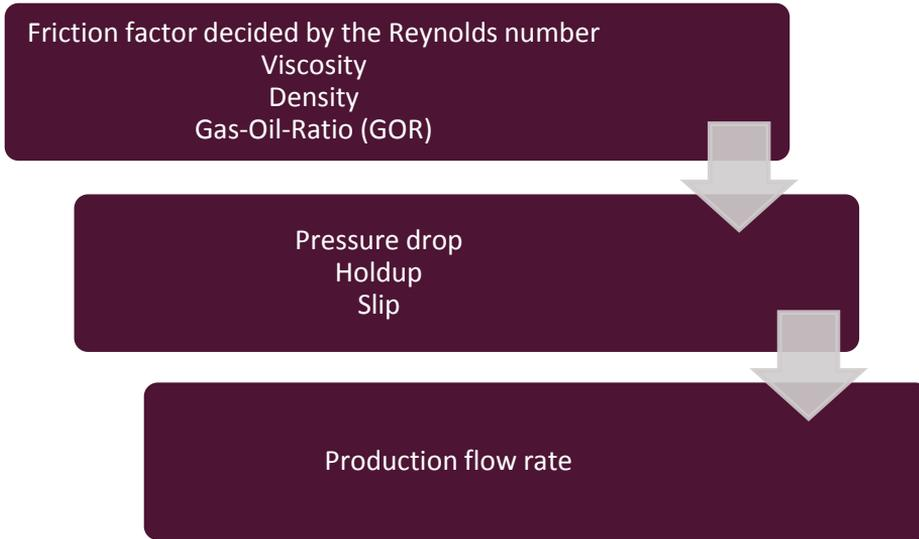 Friction factor decided by the Reynolds number
Viscosity
Density
Gas-Oil-Ratio (GOR)
Pressure drop
Holdup
Slip
Production flow rate